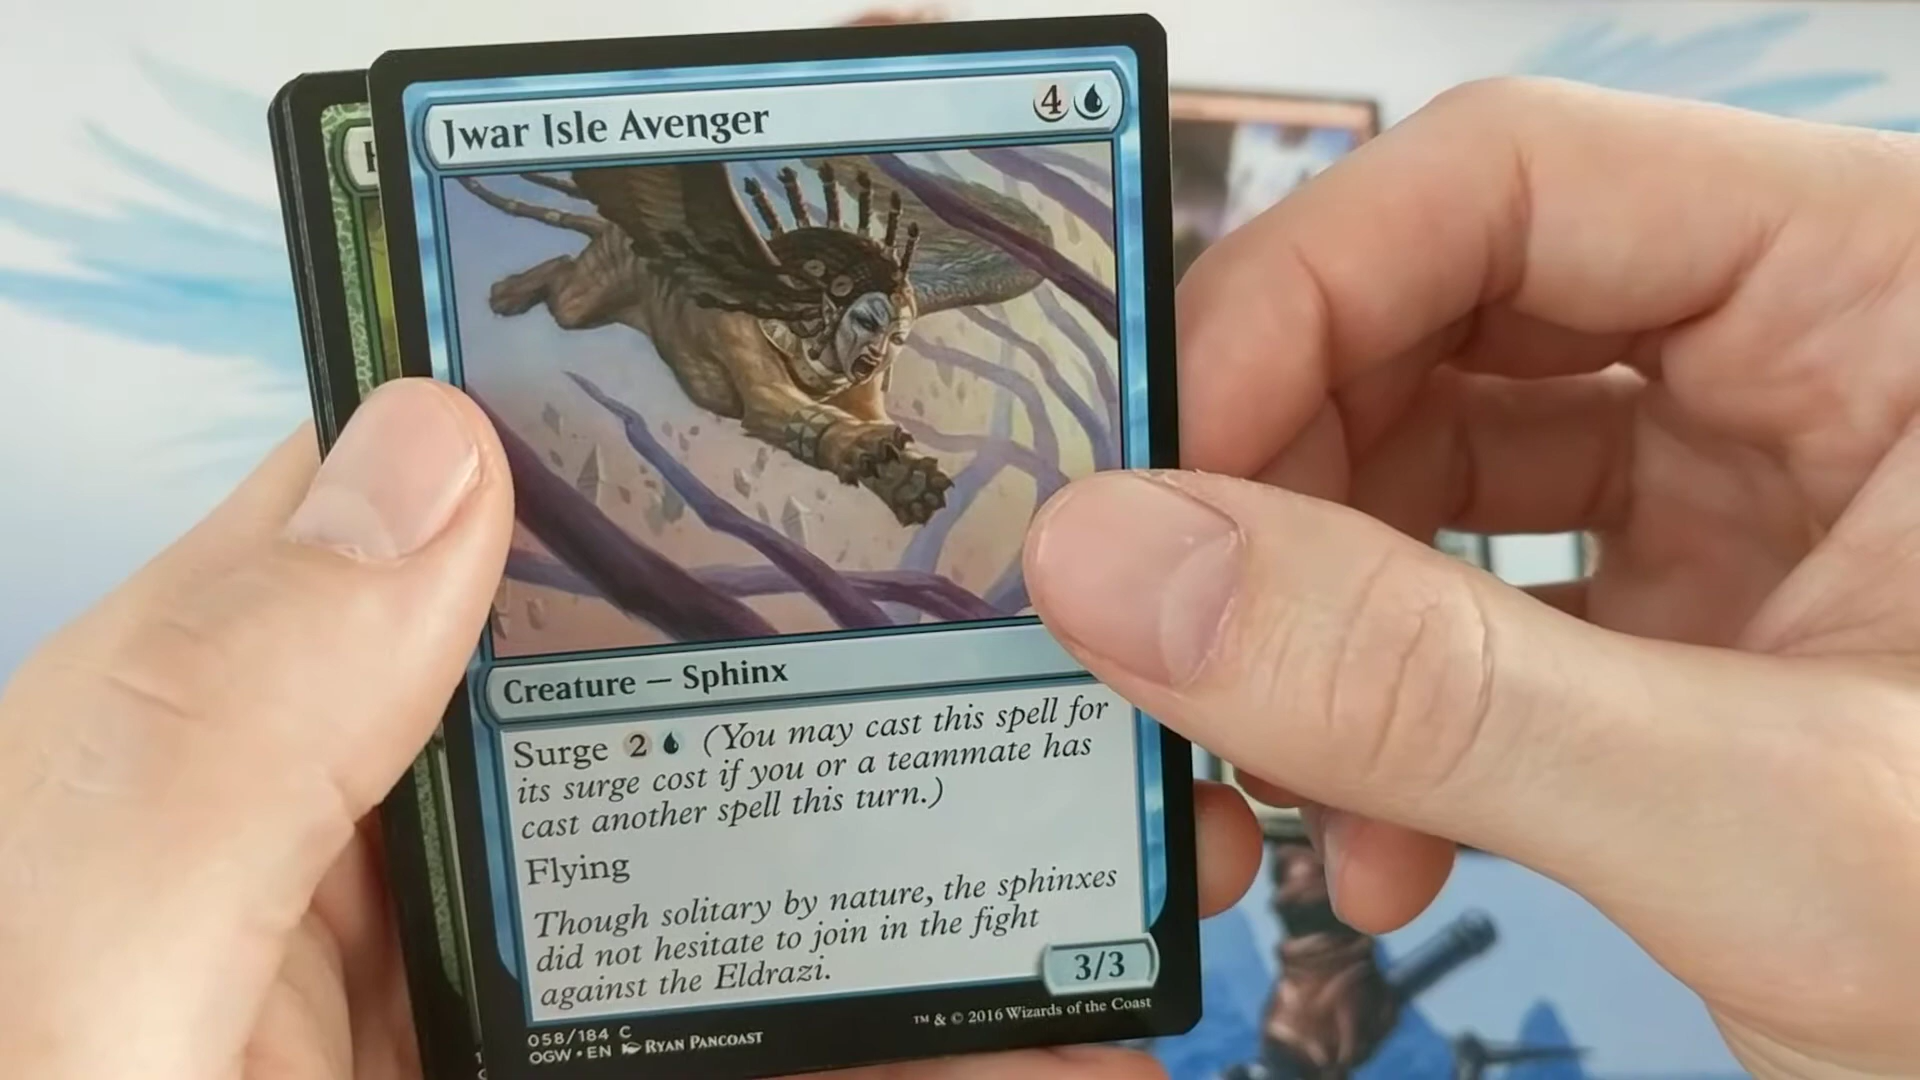 Jwar Isle Avenger 4
Creature — Sphinx
Surge 2 (You may cast this spell for
its surge cost if you or a teammate has
cast another spell this turn.)
Flying
Though solitary by nature, the sphinxes
did not hesitate to join in the fight
against the Eldrazi.
3/3
058/184 C
OGW • EN RYAN PANCOAST
™ & © 2016 Wizards of the Coast